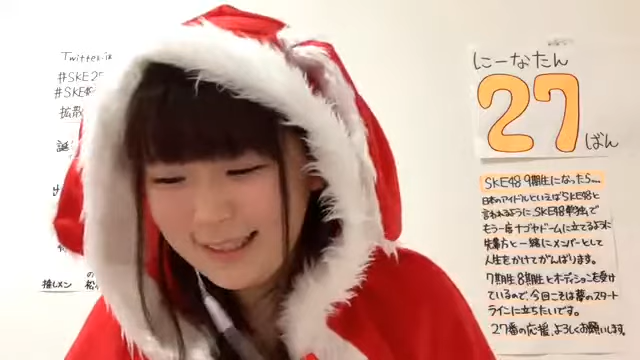 Twitterは
#SKE25
#SKE
拡散
推しメン
にーなたん
27
ばん
SKE48 9期生になったら…
日本のアイドルといえば「SKE48」と
言われるように、SKE48単独で
もう一度ナゴヤドームに立てるように
先輩方と一緒にメンバーとして
人生をかけてがんばります。
7期生、8期生とオーディションを受け
ているので、今回こそは夢のスタート
ラインに立ちたいです。
27番の応援、よろしくお願いします。